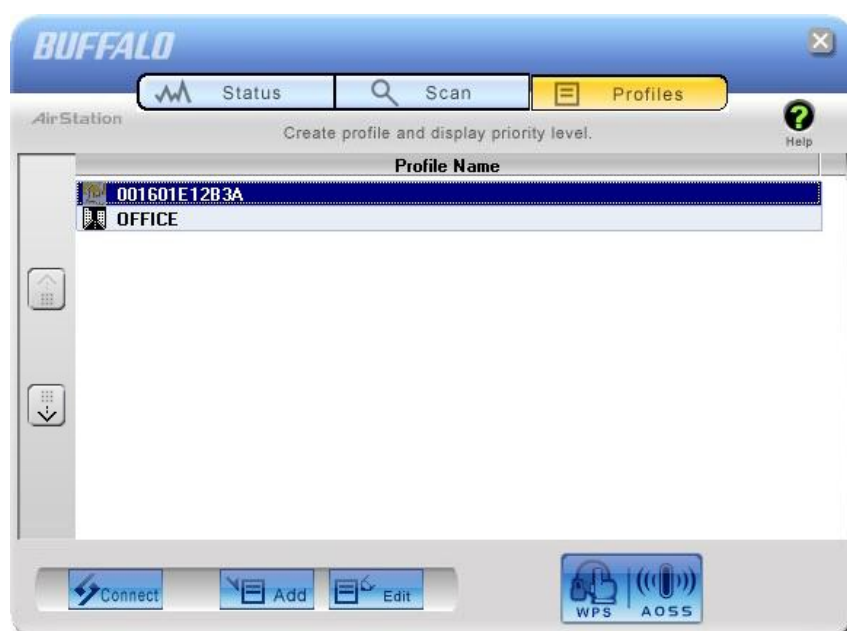 BUFFALO
Status Scan Profiles
AirStation
Create profile and display priority level.
Help
Profile Name
001601E12B3A
OFFICE
Connect Add Edit
WPS AOSS